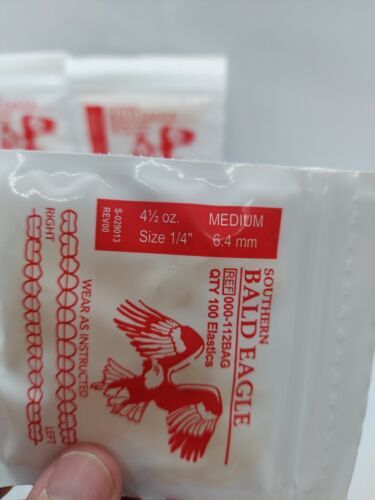 S-029013
REV00
4½ oz. MEDIUM
Size 1/4" 6.4 mm
SOUTHERN
BALD EAGLE
REF 000-112BAG
QTY 100 Elastics
WEAR AS INSTRUCTED
RIGHT
LEFT